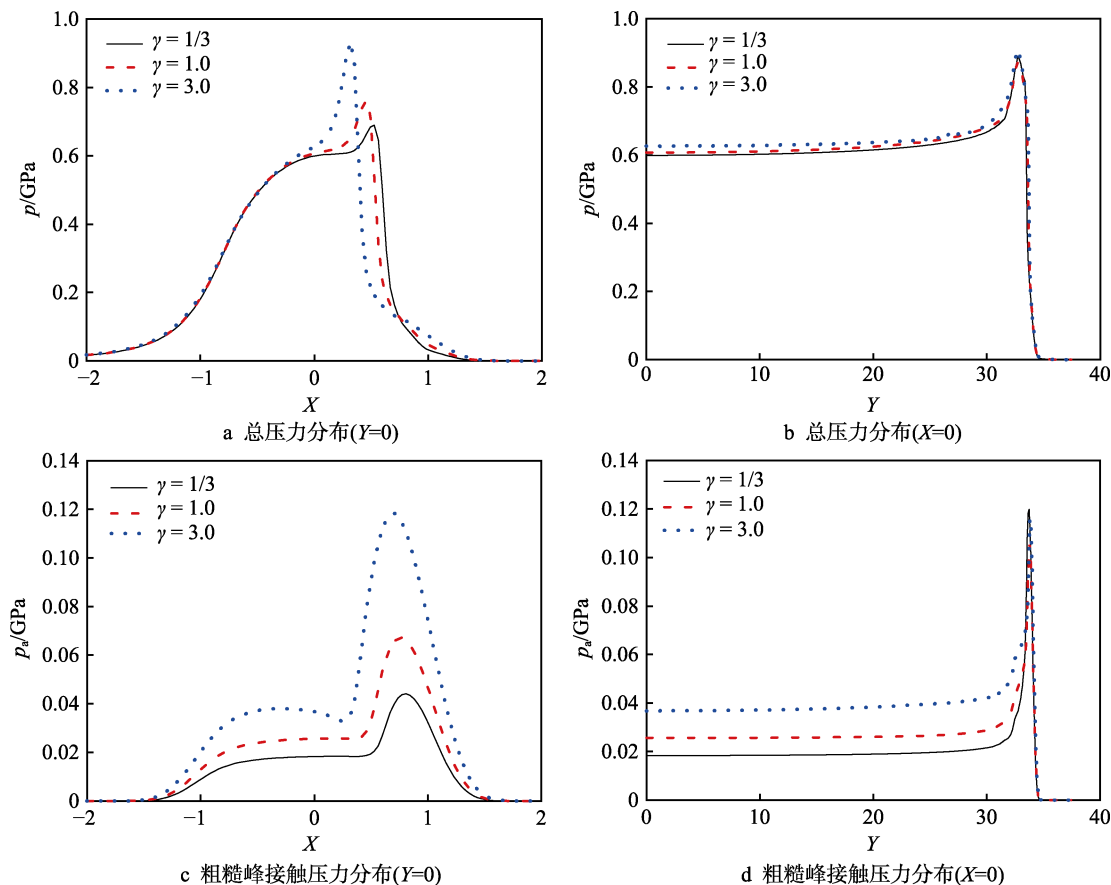 1.0
0.8
0.6
0.4
0.2
0
p/GPa
γ = 1/3
γ = 1.0
γ = 3.0
−2
−1
0
1
2
X
a 总压力分布(Y=0)
1.0
0.8
0.6
0.4
0.2
0
p/GPa
γ = 1/3
γ = 1.0
γ = 3.0
0
10
20
30
40
Y
b 总压力分布(X=0)
0.14
0.12
0.10
0.08
0.06
0.04
0.02
0
pa/GPa
γ = 1/3
γ = 1.0
γ = 3.0
−2
−1
0
1
2
X
c 粗糙峰接触压力分布(Y=0)
0.14
0.12
0.10
0.08
0.06
0.04
0.02
0
pa/GPa
γ = 1/3
γ = 1.0
γ = 3.0
0
10
20
30
40
Y
d 粗糙峰接触压力分布(X=0)